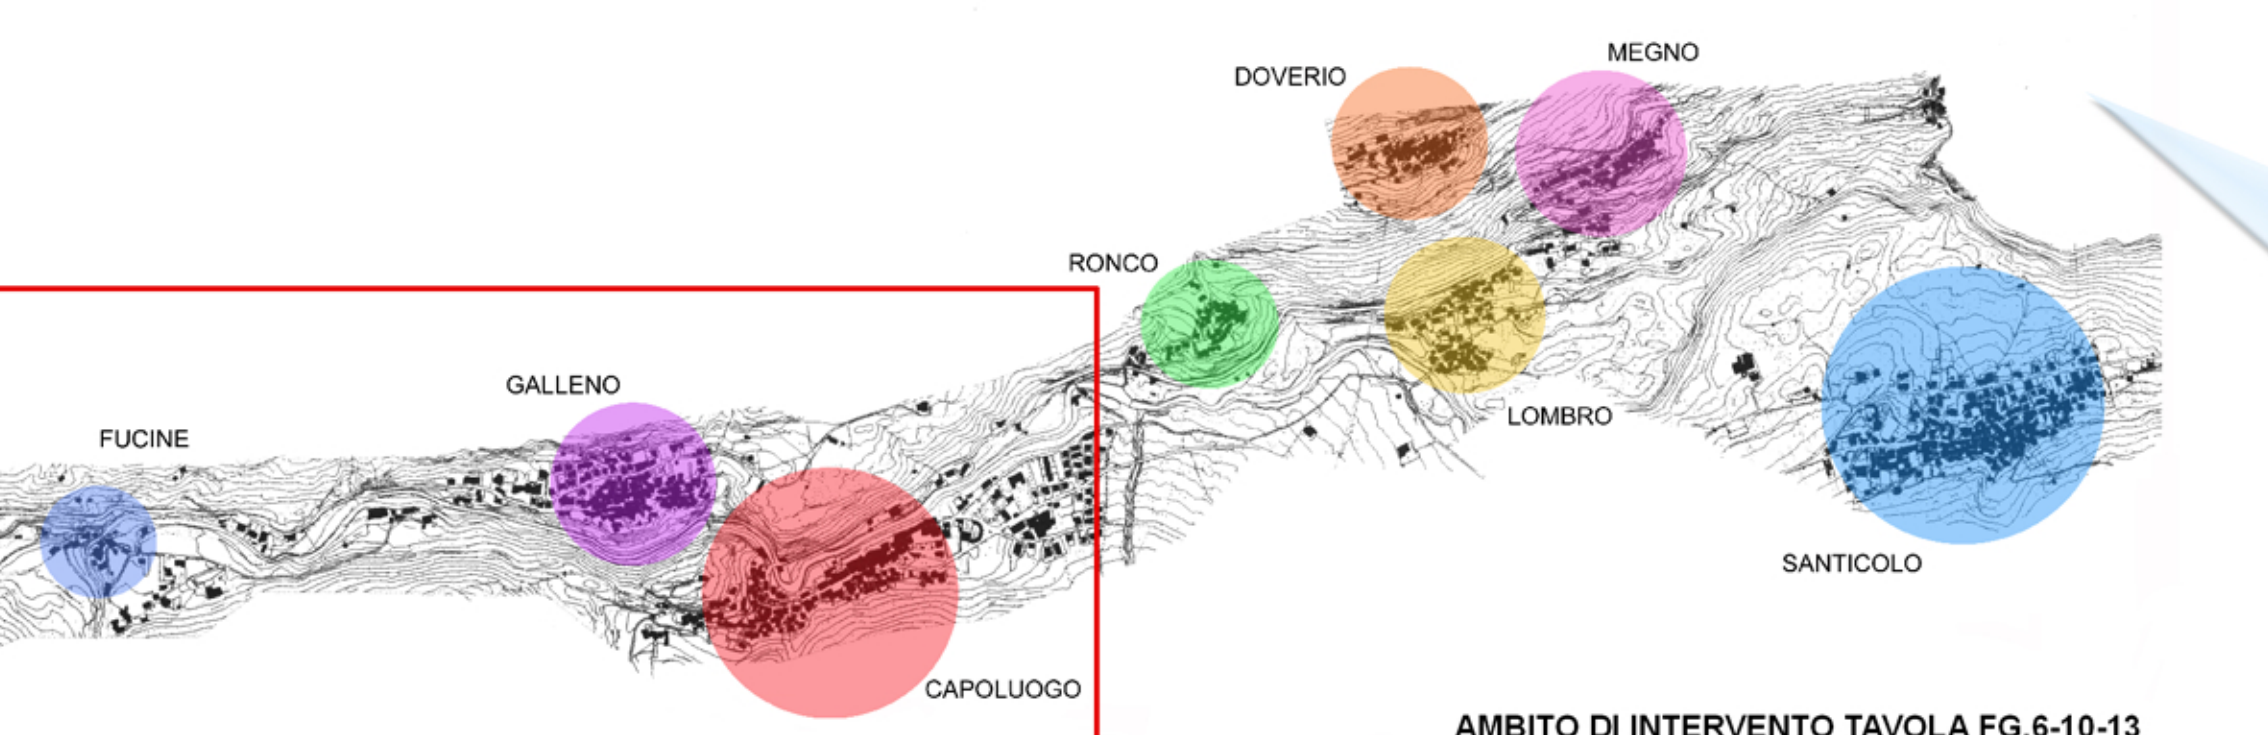 MEGNO
DOVERIO
RONCO
GALLENO
LOMBRO
FUCINE
SANTICOLO
CAPOLUOGO
AMBITO DI INTERVENTO TAVOLA FG.6-10-13